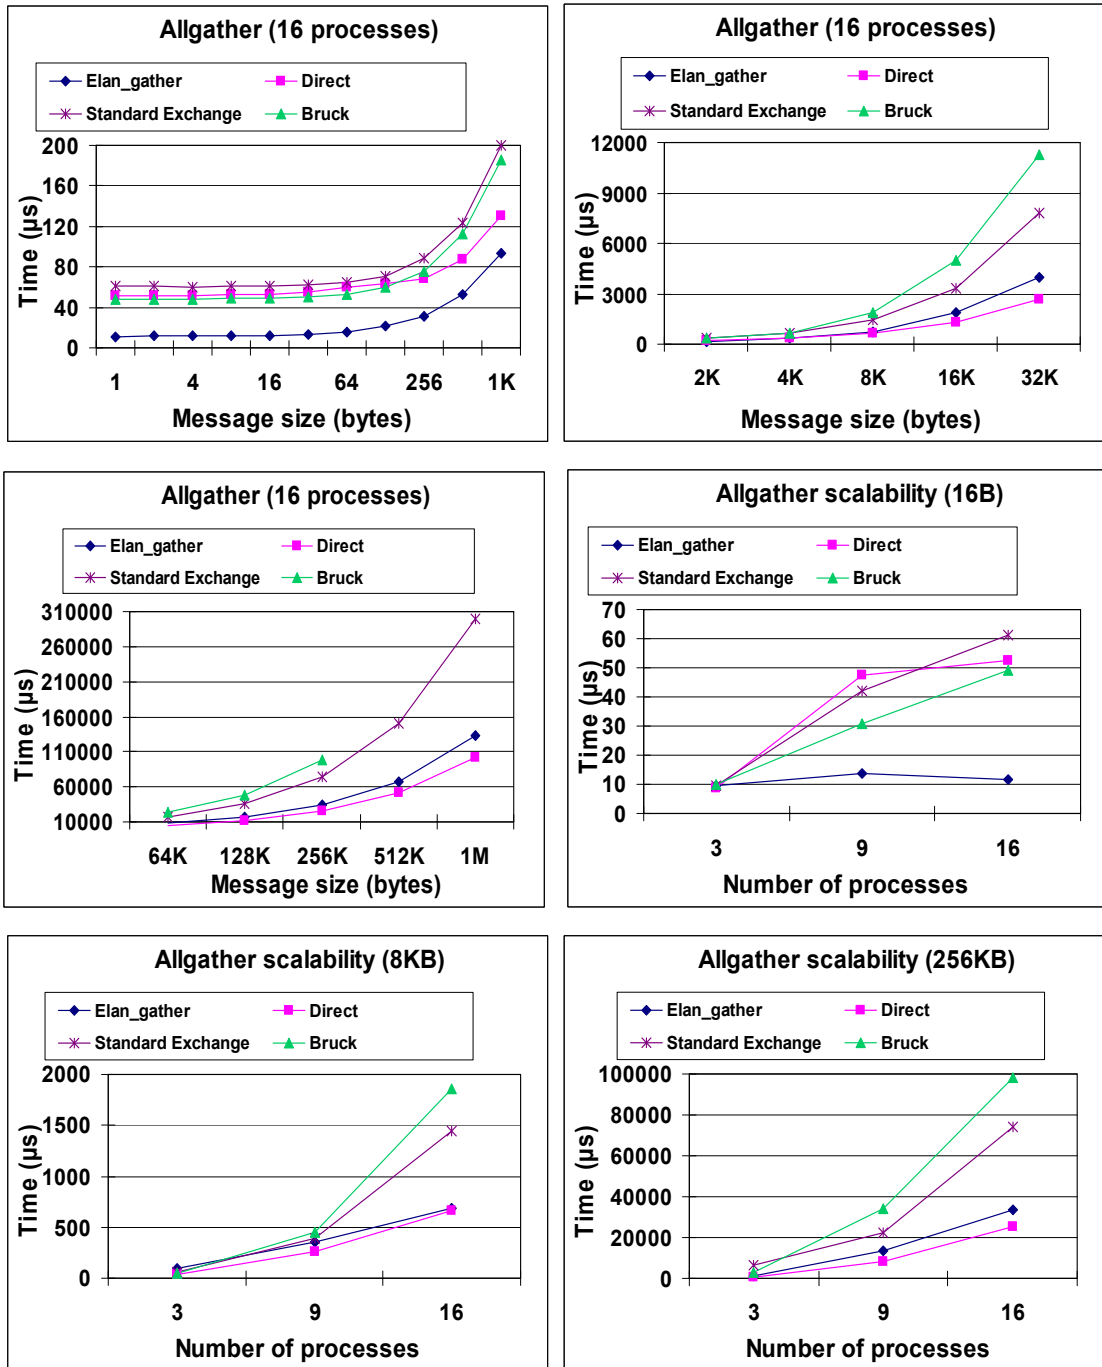 Allgather (16 processes)
Elan_gather Direct
Standard Exchange Bruck
Time (µs)
200
160
120
80
40
0
1 4 16 64 256 1K
Message size (bytes)
Allgather (16 processes)
Elan_gather Direct
Standard Exchange Bruck
Time (µs)
12000
9000
6000
3000
0
2K 4K 8K 16K 32K
Message size (bytes)
Allgather (16 processes)
Elan_gather Direct
Standard Exchange Bruck
Time (µs)
310000
260000
210000
160000
110000
60000
10000
64K 128K 256K 512K 1M
Message size (bytes)
Allgather scalability (16B)
Elan_gather Direct
Standard Exchange Bruck
Time (µs)
70
60
50
40
30
20
10
0
3 9 16
Number of processes
Allgather scalability (8KB)
Elan_gather Direct
Standard Exchange Bruck
Time (µs)
2000
1500
1000
500
0
3 9 16
Number of processes
Allgather scalability (256KB)
Elan_gather Direct
Standard Exchange Bruck
Time (µs)
100000
80000
60000
40000
20000
0
3 9 16
Number of processes